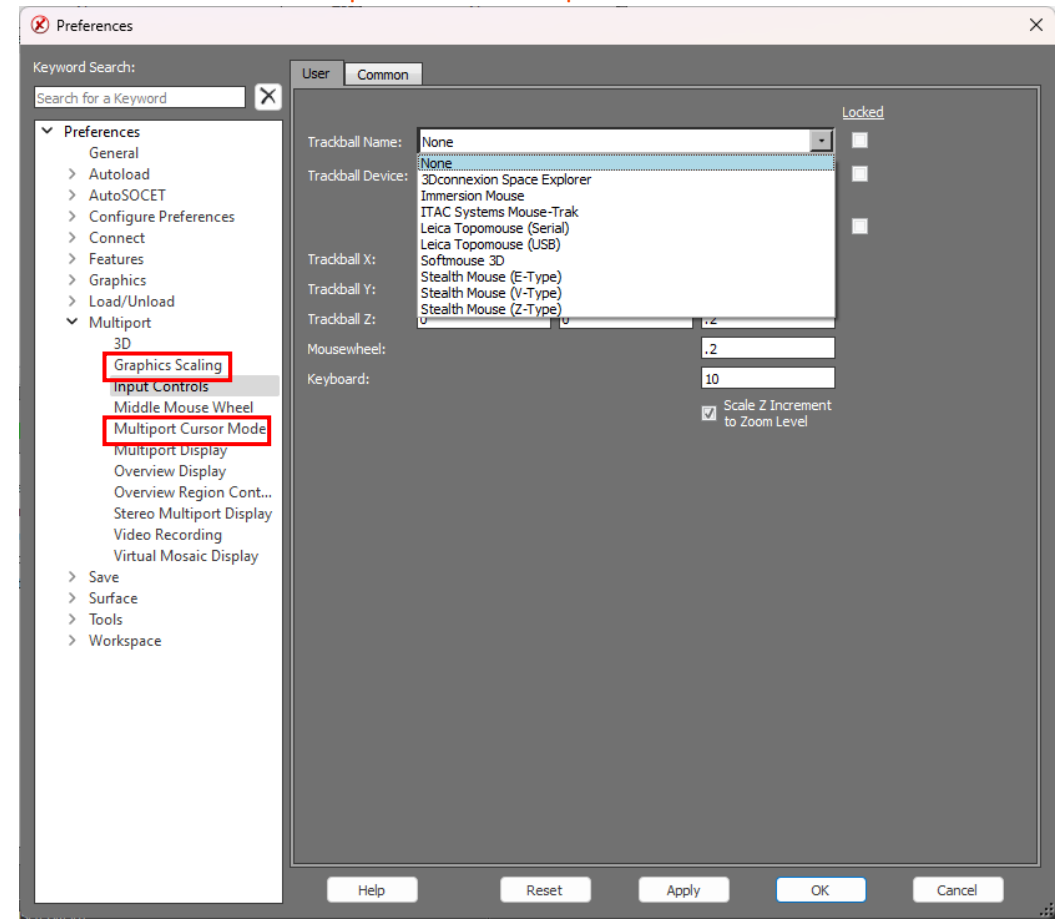 Preferences
Keyword Search:
Search for a Keyword
Preferences
General
Autoload
AutoSOCET
Configure Preferences
Connect
Features
Graphics
Load/Unload
Multiport
3D
Graphics Scaling
Input Controls
Middle Mouse Wheel
Multiport Cursor Mode
Multiport Display
Overview Display
Overview Region Cont...
Stereo Multiport Display
Video Recording
Virtual Mosaic Display
Save
Surface
Tools
Workspace
User Common
Locked
Trackball Name: None
None
Trackball Device: 3Dconnexion Space Explorer
Immersion Mouse
ITAC Systems Mouse-Trak
Leica Topomouse (Serial)
Leica Topomouse (USB)
Trackball X: Softmouse 3D
Stealth Mouse (E-Type)
Trackball Y: Stealth Mouse (V-Type)
Stealth Mouse (Z-Type)
Trackball Z: 0 0 .2
Mousewheel: .2
Keyboard: 10
Scale Z Increment
to Zoom Level
Help Reset Apply OK Cancel